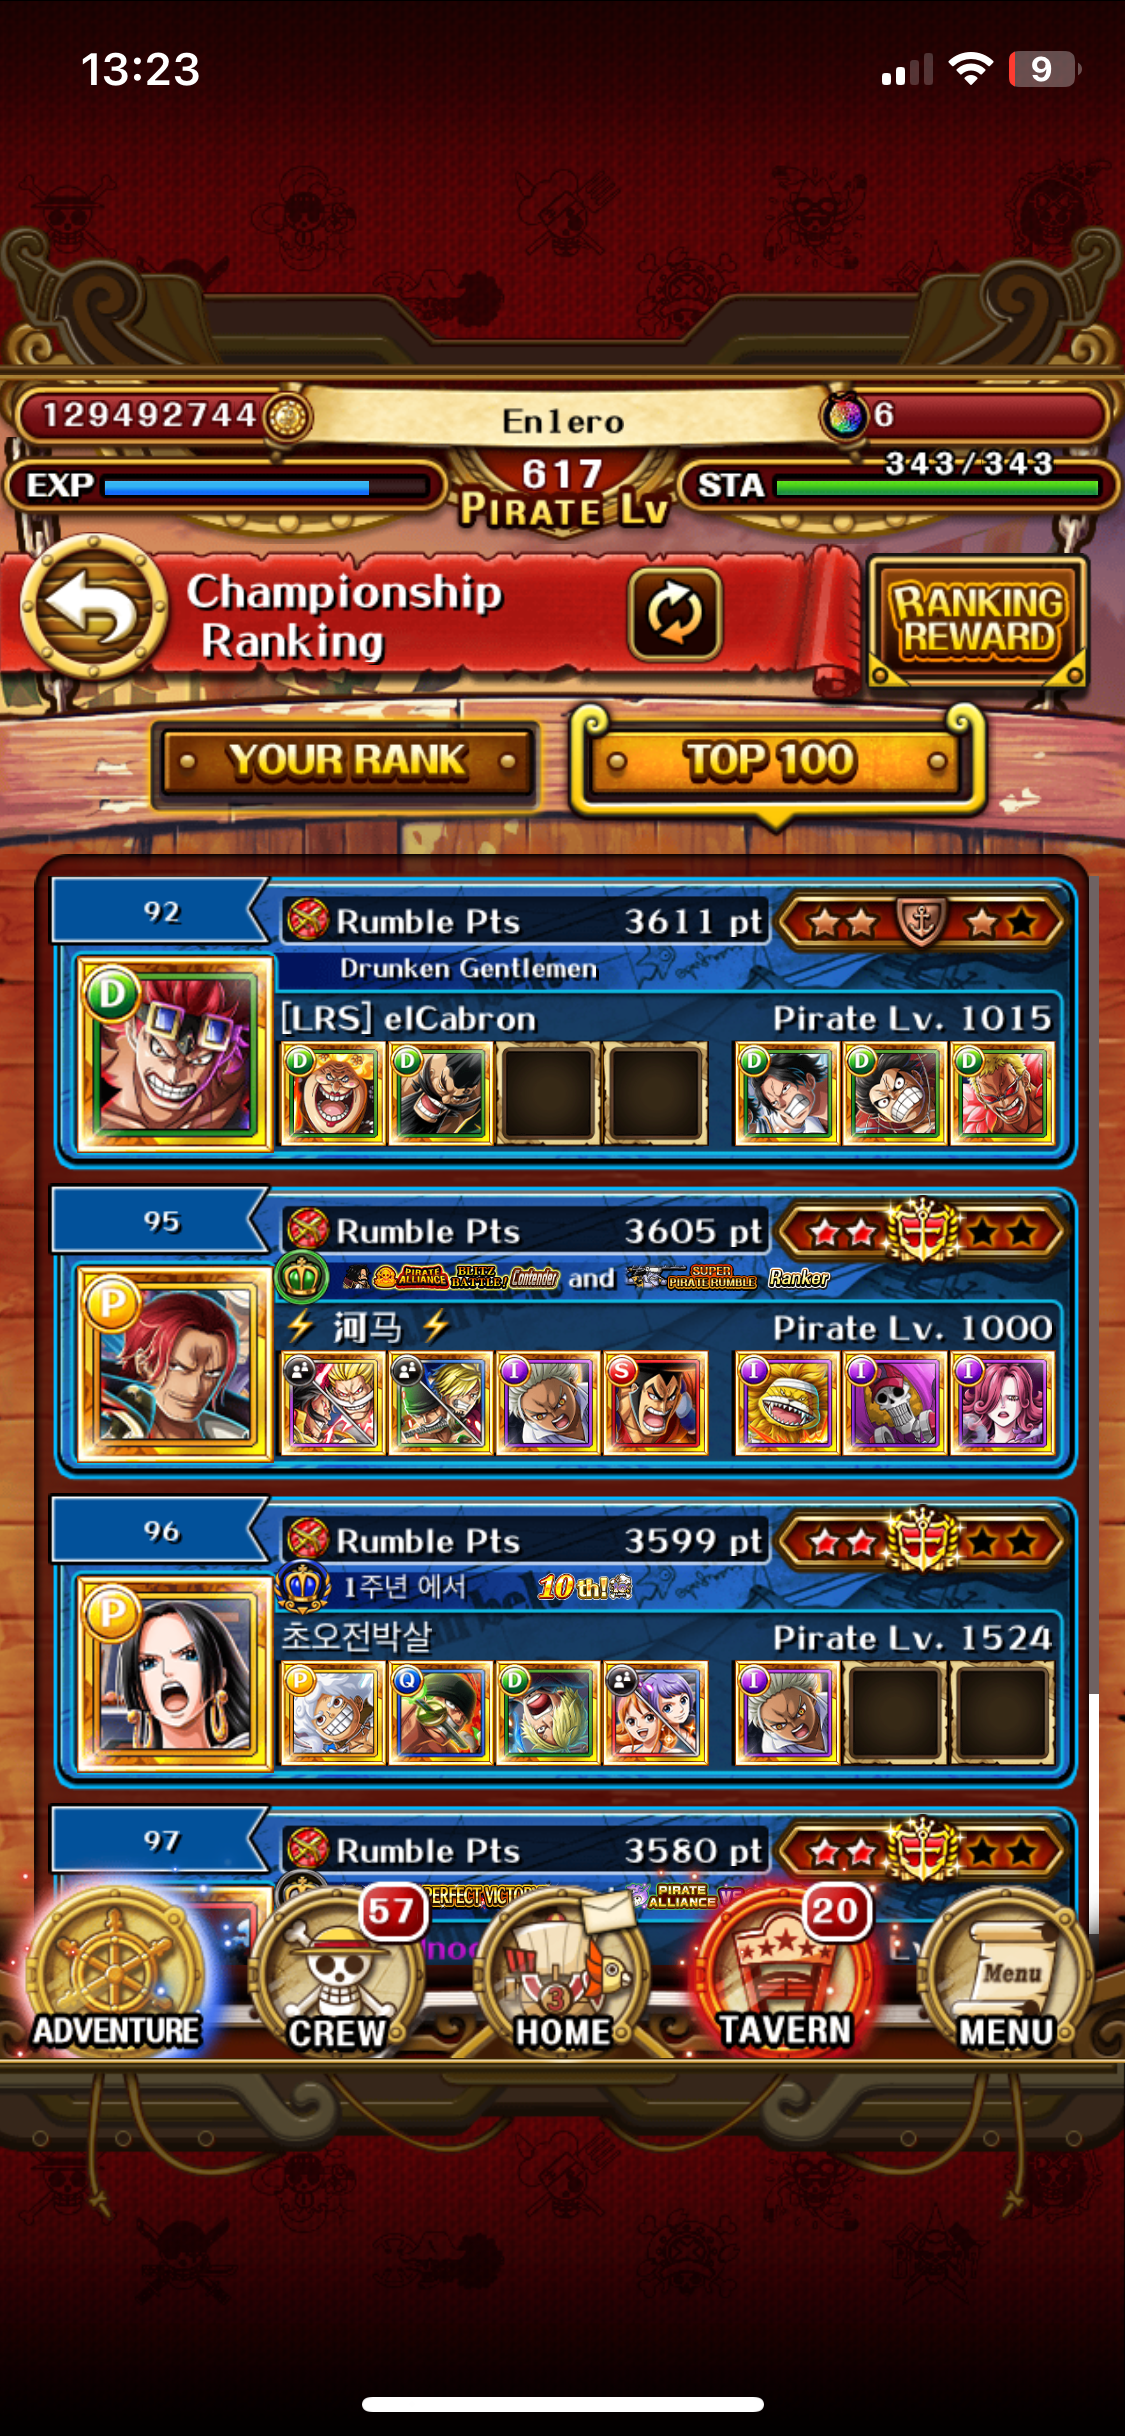 13:23
9
129492744
En1ero
6
EXP
617
PIRATE Lv
STA
343/343
Championship
Ranking
RANKING
REWARD
YOUR RANK
TOP 100
92
Rumble Pts
3611 pt
Drunken Gentlemen
[LRS] elCabron
Pirate Lv. 1015
D
D
D
D
D
D
95
Rumble Pts
3605 pt
PIRATE ALLIANCE BLITZ BATTLE! Contender and SUPER PIRATE RUMBLE Ranker
⚡ 河马 ⚡
Pirate Lv. 1000
P
I
S
I
I
I
96
Rumble Pts
3599 pt
1주년 에서
10th!
초오전박살
Pirate Lv. 1524
P
P
Q
D
I
97
Rumble Pts
3580 pt
PIRATE ALLIANCE
57
20
Menu
3
ADVENTURE
CREW
HOME
TAVERN
MENU